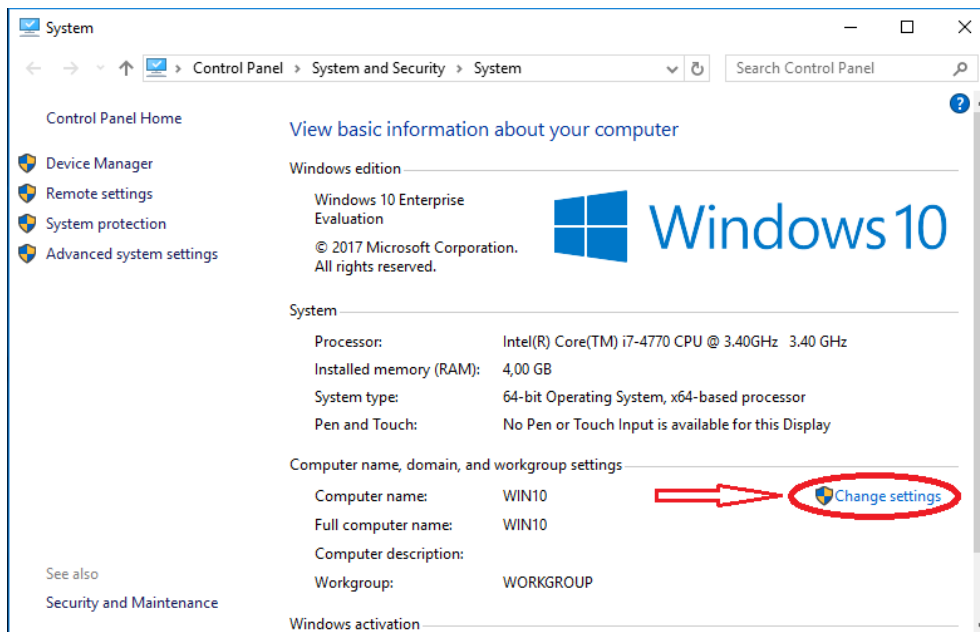 System
Control Panel > System and Security > System
Search Control Panel
?
Control Panel Home
Device Manager
Remote settings
System protection
Advanced system settings
See also
Security and Maintenance
View basic information about your computer
Windows edition
Windows 10 Enterprise
Evaluation
© 2017 Microsoft Corporation.
All rights reserved.
Windows 10
System
Processor: Intel(R) Core(TM) i7-4770 CPU @ 3.40GHz 3.40 GHz
Installed memory (RAM): 4,00 GB
System type: 64-bit Operating System, x64-based processor
Pen and Touch: No Pen or Touch Input is available for this Display
Computer name, domain, and workgroup settings
Computer name: WIN10 Change settings
Full computer name: WIN10
Computer description:
Workgroup: WORKGROUP
Windows activation